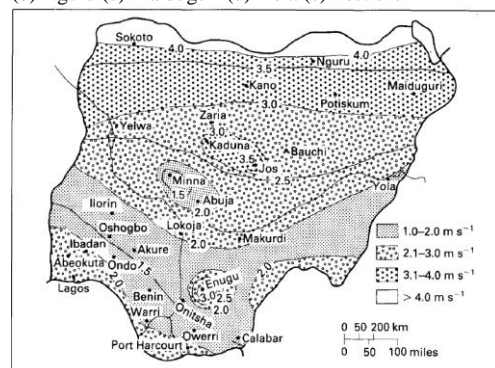 Sokoto
4.0
4.0
3.5
Nguru
Kano
Maiduguri
3.0
Potiskum
Zaria
Yelwa
3.0
Kaduna
Bauchi
3.5
Jos
2.5
Minna
1.5
Yola
Abuja
2.0
Ilorin
Lokoja
Oshogbo
2.0
Makurdi
Ibadan
Akure
1.5
Abeokuta
Ondo
2.0
Enugu
2.0
3.0
2.5
Lagos
Benin
2.0
Onitsha
Warri
Owerri
Port Harcourt
Calabar
1.0–2.0 m s⁻¹
2.1–3.0 m s⁻¹
3.1–4.0 m s⁻¹
> 4.0 m s⁻¹
0 50 200 km
0 50 100 miles